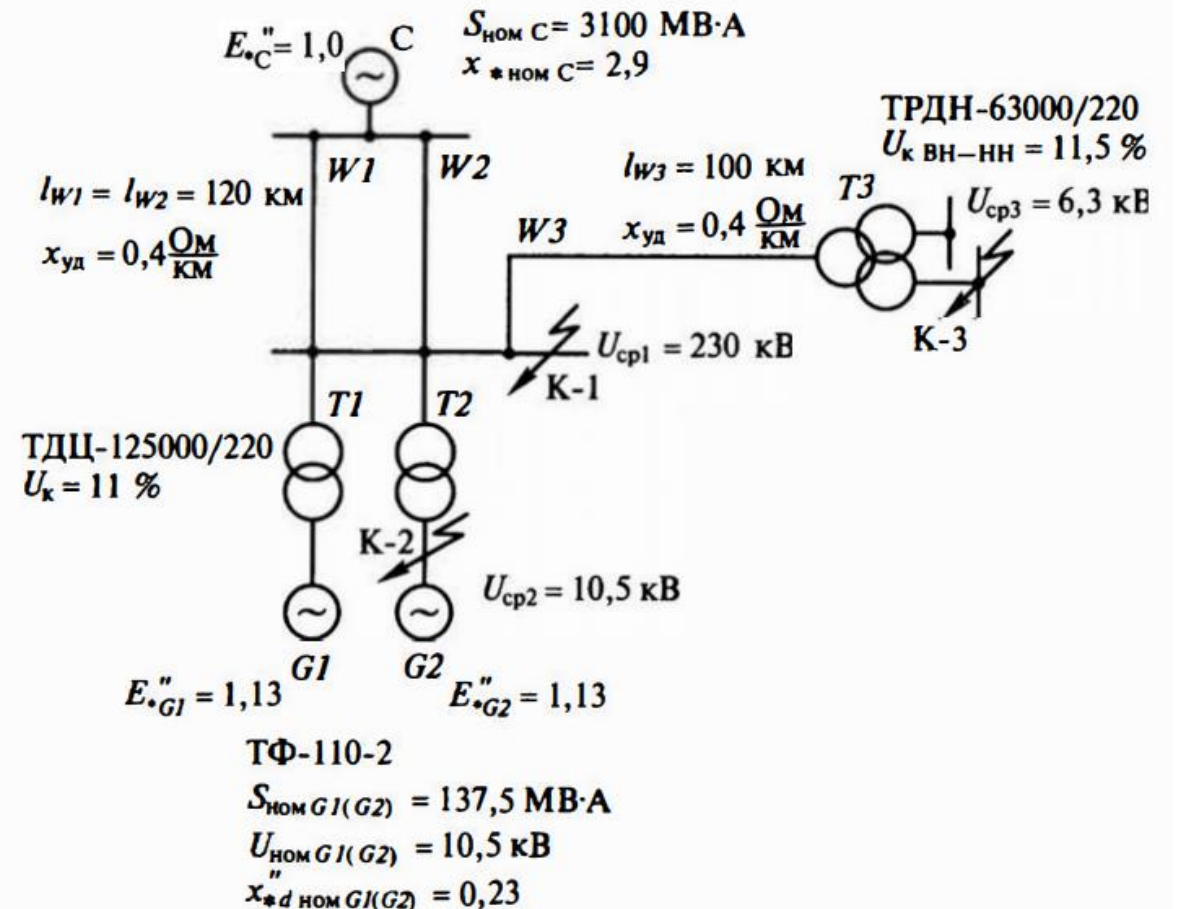 E″*C = 1,0
C
SномC = 3100 МВ·А
x*номC = 2,9
ТРДН-63000/220
Uк ВН–НН = 11,5 %
W1
W2
lW1 = lW2 = 120 км
xуд = 0,4 Ом/км
lW3 = 100 км
xуд = 0,4 Ом/км
W3
T3
Uср3 = 6,3 кВ
К-3
Uср1 = 230 кВ
К-1
T1
T2
ТДЦ-125000/220
Uк = 11 %
К-2
Uср2 = 10,5 кВ
G1
G2
E″*G1 = 1,13
E″*G2 = 1,13
ТФ-110-2
Sном G1(G2) = 137,5 МВ·А
Uном G1(G2) = 10,5 кВ
x″*d ном G1(G2) = 0,23